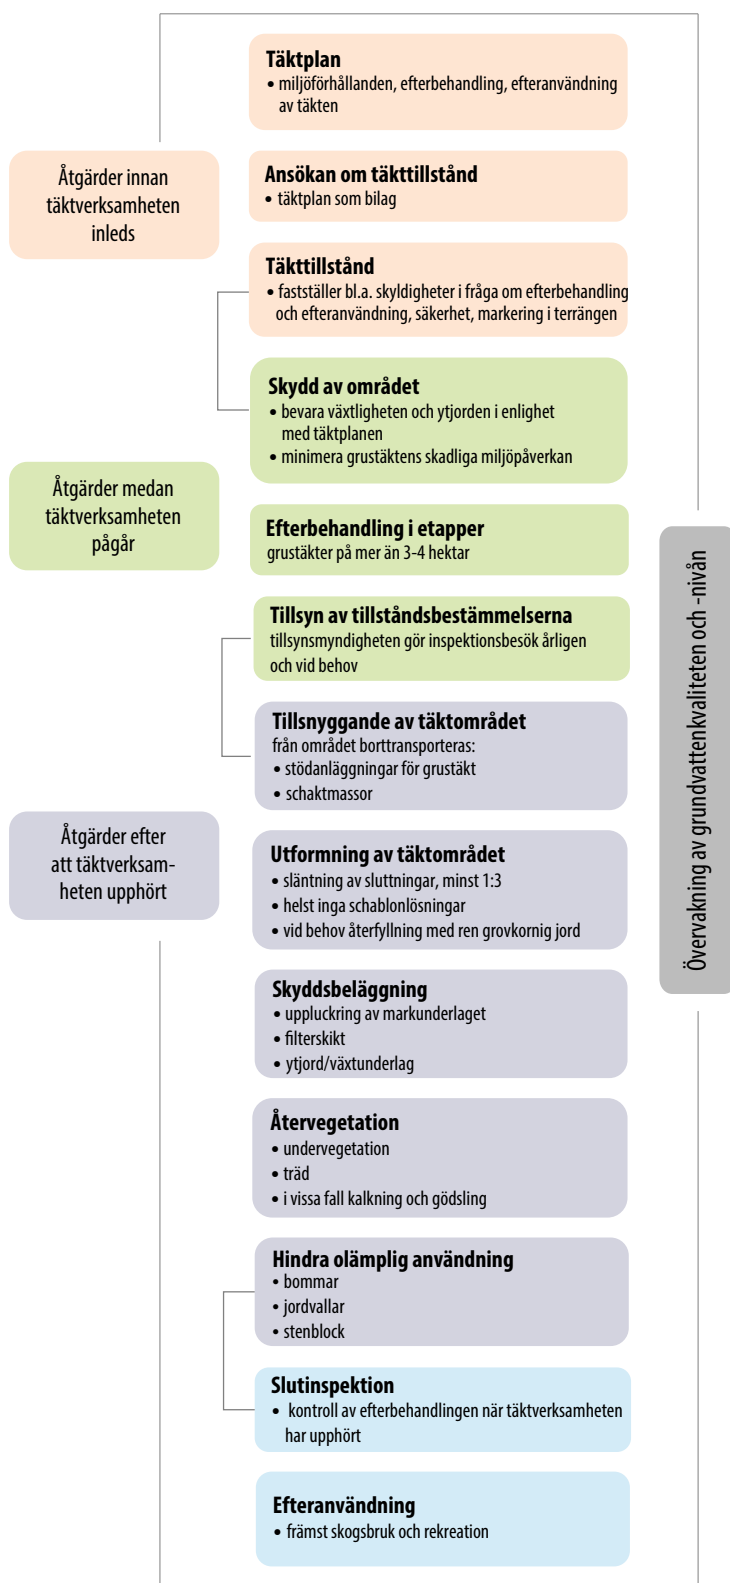 Täktplan
• miljöförhållanden, efterbehandling, efteranvändning
av täkten
Åtgärder innan
täktverksamheten
inleds
Ansökan om täkttillstånd
• täktplan som bilag
Täkttillstånd
• fastställer bl.a. skyldigheter i fråga om efterbehandling
och efteranvändning, säkerhet, markering i terrängen
Skydd av området
• bevara växtligheten och ytjorden i enlighet
med täktplanen
• minimera grustäktens skadliga miljöpåverkan
Åtgärder medan
täktverksamheten
pågår
Efterbehandling i etapper
grustäkter på mer än 3-4 hektar
Tillsyn av tillståndsbestämmelserna
tillsynsmyndigheten gör inspektionsbesök årligen
och vid behov
Tillsnyggande av täktområdet
från området borttransporteras:
• stödanläggningar för grustäkt
• schaktmassor
Åtgärder efter
att täktverksam-
heten upphört
Utformning av täktområdet
• släntning av sluttningar, minst 1:3
• helst inga schablonlösningar
• vid behov återfyllning med ren grovkornig jord
Skyddsbeläggning
• uppluckring av markunderlaget
• filterskikt
• ytjord/växtunderlag
Återvegetation
• undervegetation
• träd
• i vissa fall kalkning och gödsling
Hindra olämplig användning
• bommar
• jordvallar
• stenblock
Slutinspektion
• kontroll av efterbehandlingen när täktverksamheten
har upphört
Efteranvändning
• främst skogsbruk och rekreation
Övervakning av grundvattenkvaliteten och -nivån